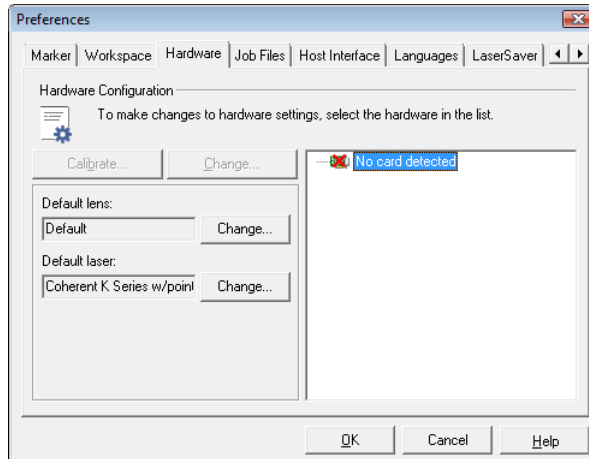 Preferences
Marker Workspace Hardware Job Files Host Interface Languages LaserSaver
Hardware Configuration
To make changes to hardware settings, select the hardware in the list.
Calibrate... Change...
No card detected
Default lens:
Default Change...
Default laser:
Coherent K Series w/point Change...
OK Cancel Help